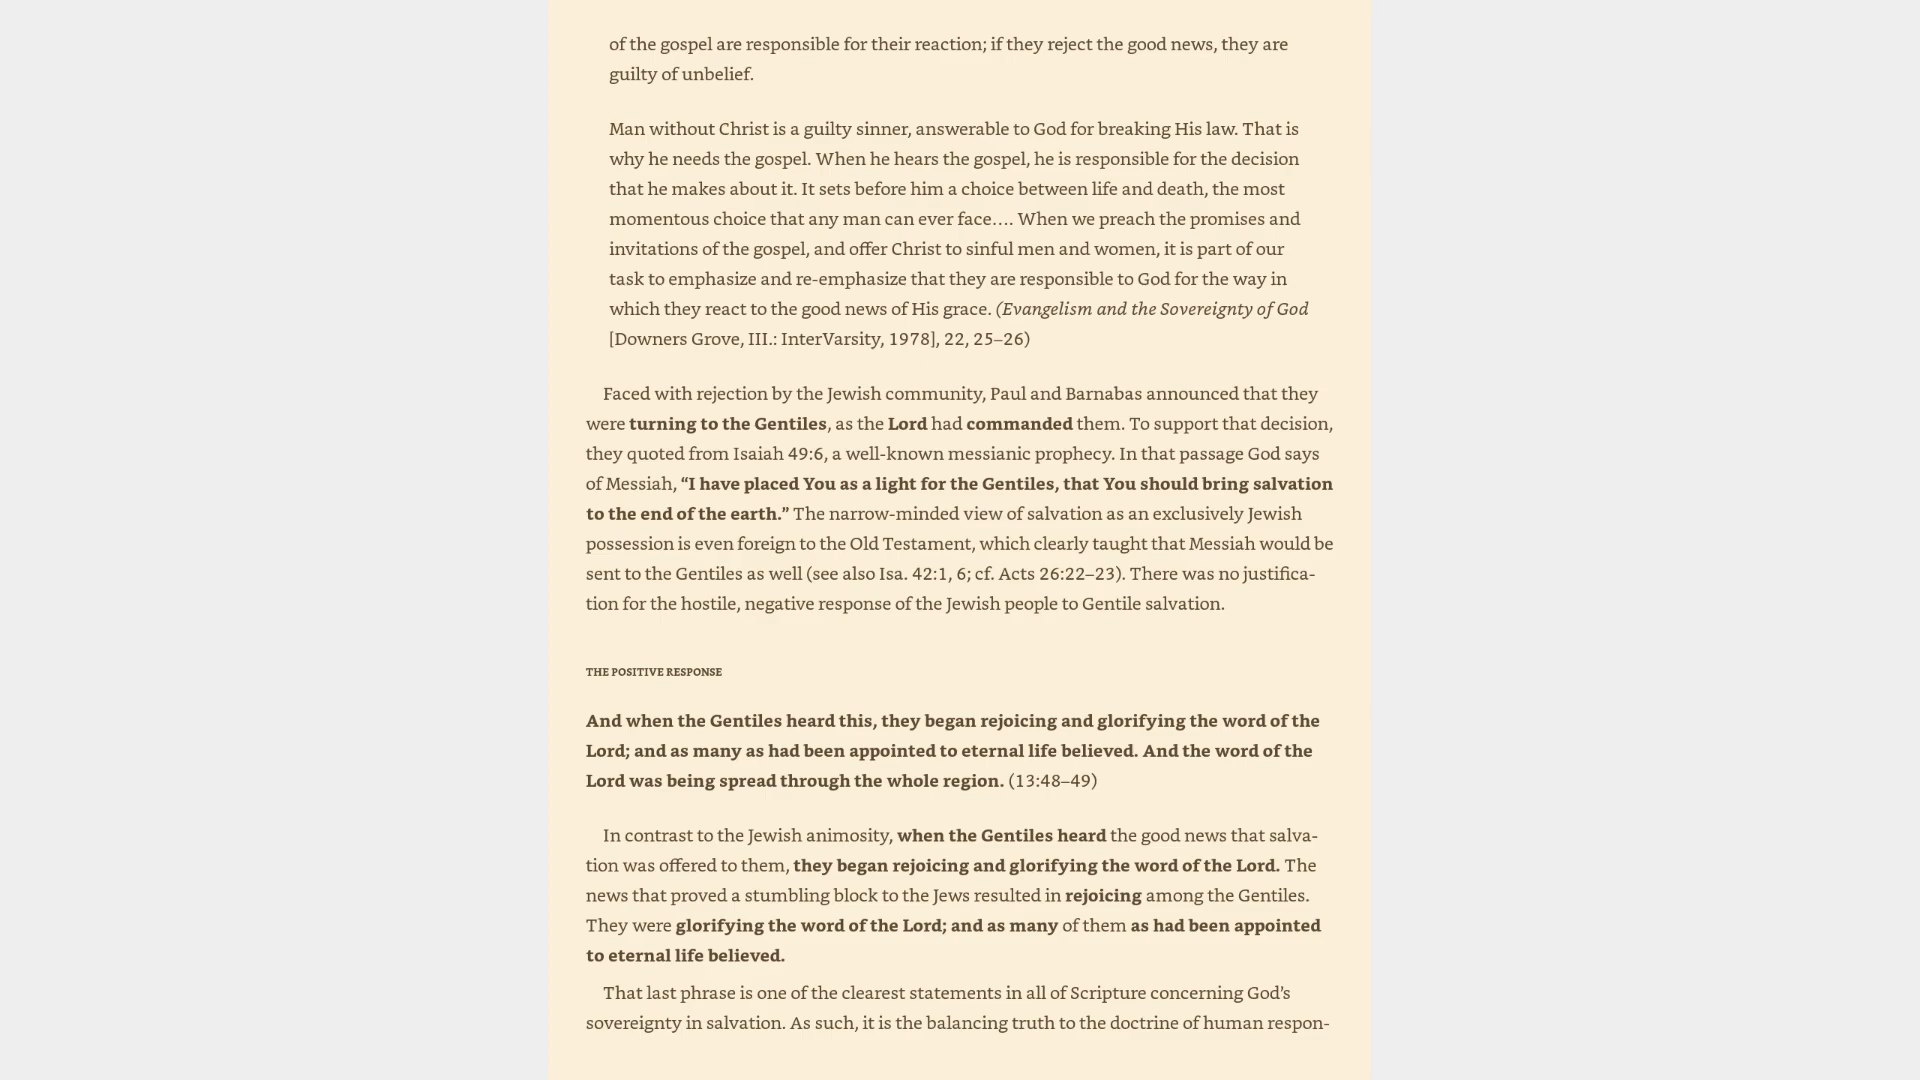 of the gospel are responsible for their reaction; if they reject the good news, they are
guilty of unbelief.
Man without Christ is a guilty sinner, answerable to God for breaking His law. That is
why he needs the gospel. When he hears the gospel, he is responsible for the decision
that he makes about it. It sets before him a choice between life and death, the most
momentous choice that any man can ever face…. When we preach the promises and
invitations of the gospel, and offer Christ to sinful men and women, it is part of our
task to emphasize and re-emphasize that they are responsible to God for the way in
which they react to the good news of His grace. (Evangelism and the Sovereignty of God
[Downers Grove, III.: InterVarsity, 1978], 22, 25–26)
Faced with rejection by the Jewish community, Paul and Barnabas announced that they
were turning to the Gentiles, as the Lord had commanded them. To support that decision,
they quoted from Isaiah 49:6, a well-known messianic prophecy. In that passage God says
of Messiah, “I have placed You as a light for the Gentiles, that You should bring salvation
to the end of the earth.” The narrow-minded view of salvation as an exclusively Jewish
possession is even foreign to the Old Testament, which clearly taught that Messiah would be
sent to the Gentiles as well (see also Isa. 42:1, 6; cf. Acts 26:22–23). There was no justifica-
tion for the hostile, negative response of the Jewish people to Gentile salvation.
THE POSITIVE RESPONSE
And when the Gentiles heard this, they began rejoicing and glorifying the word of the
Lord; and as many as had been appointed to eternal life believed. And the word of the
Lord was being spread through the whole region. (13:48–49)
In contrast to the Jewish animosity, when the Gentiles heard the good news that salva-
tion was offered to them, they began rejoicing and glorifying the word of the Lord. The
news that proved a stumbling block to the Jews resulted in rejoicing among the Gentiles.
They were glorifying the word of the Lord; and as many of them as had been appointed
to eternal life believed.
That last phrase is one of the clearest statements in all of Scripture concerning God’s
sovereignty in salvation. As such, it is the balancing truth to the doctrine of human respon-